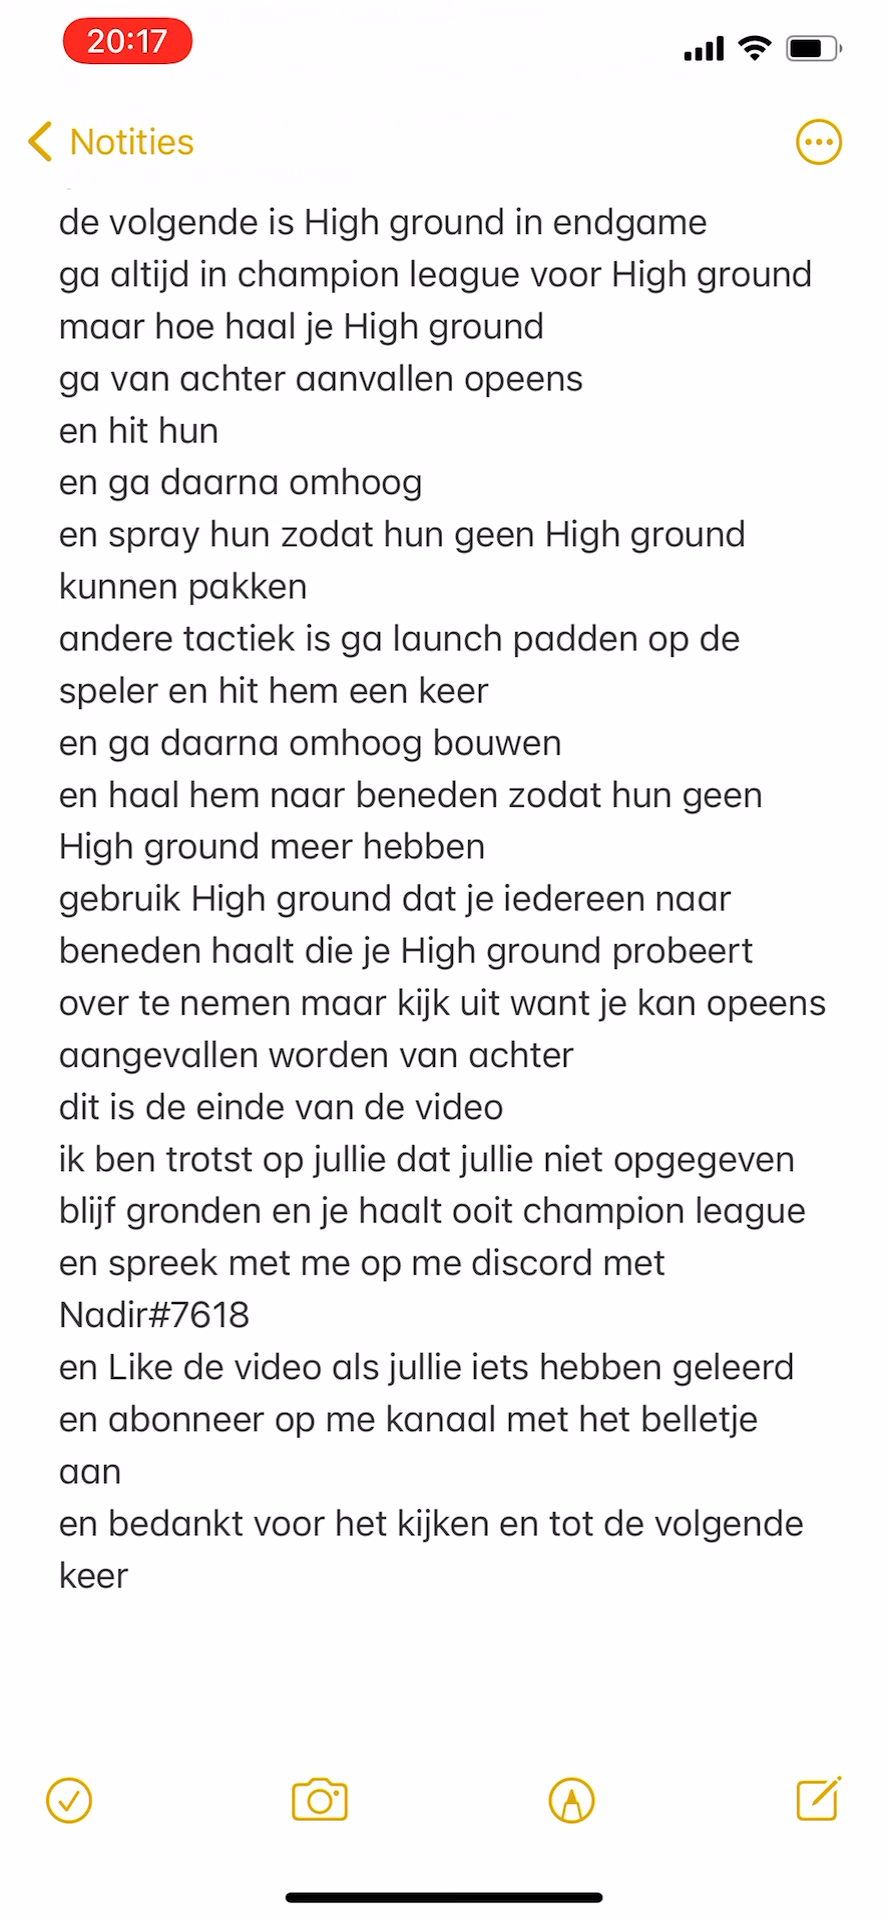 20:17
Notities
de volgende is High ground in endgame
ga altijd in champion league voor High ground
maar hoe haal je High ground
ga van achter aanvallen opeens
en hit hun
en ga daarna omhoog
en spray hun zodat hun geen High ground
kunnen pakken
andere tactiek is ga launch padden op de
speler en hit hem een keer
en ga daarna omhoog bouwen
en haal hem naar beneden zodat hun geen
High ground meer hebben
gebruik High ground dat je iedereen naar
beneden haalt die je High ground probeert
over te nemen maar kijk uit want je kan opeens
aangevallen worden van achter
dit is de einde van de video
ik ben trotst op jullie dat jullie niet opgegeven
blijf gronden en je haalt ooit champion league
en spreek met me op me discord met
Nadir#7618
en Like de video als jullie iets hebben geleerd
en abonneer op me kanaal met het belletje
aan
en bedankt voor het kijken en tot de volgende
keer